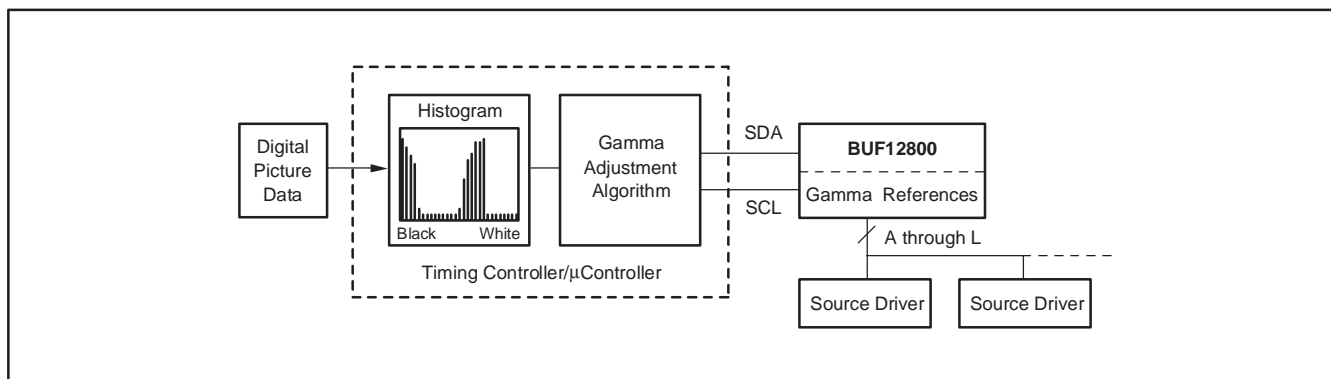 Digital
Picture
Data
Histogram
Black White
Gamma
Adjustment
Algorithm
Timing Controller/μController
SDA
SCL
BUF12800
Gamma References
A through L
Source Driver
Source Driver